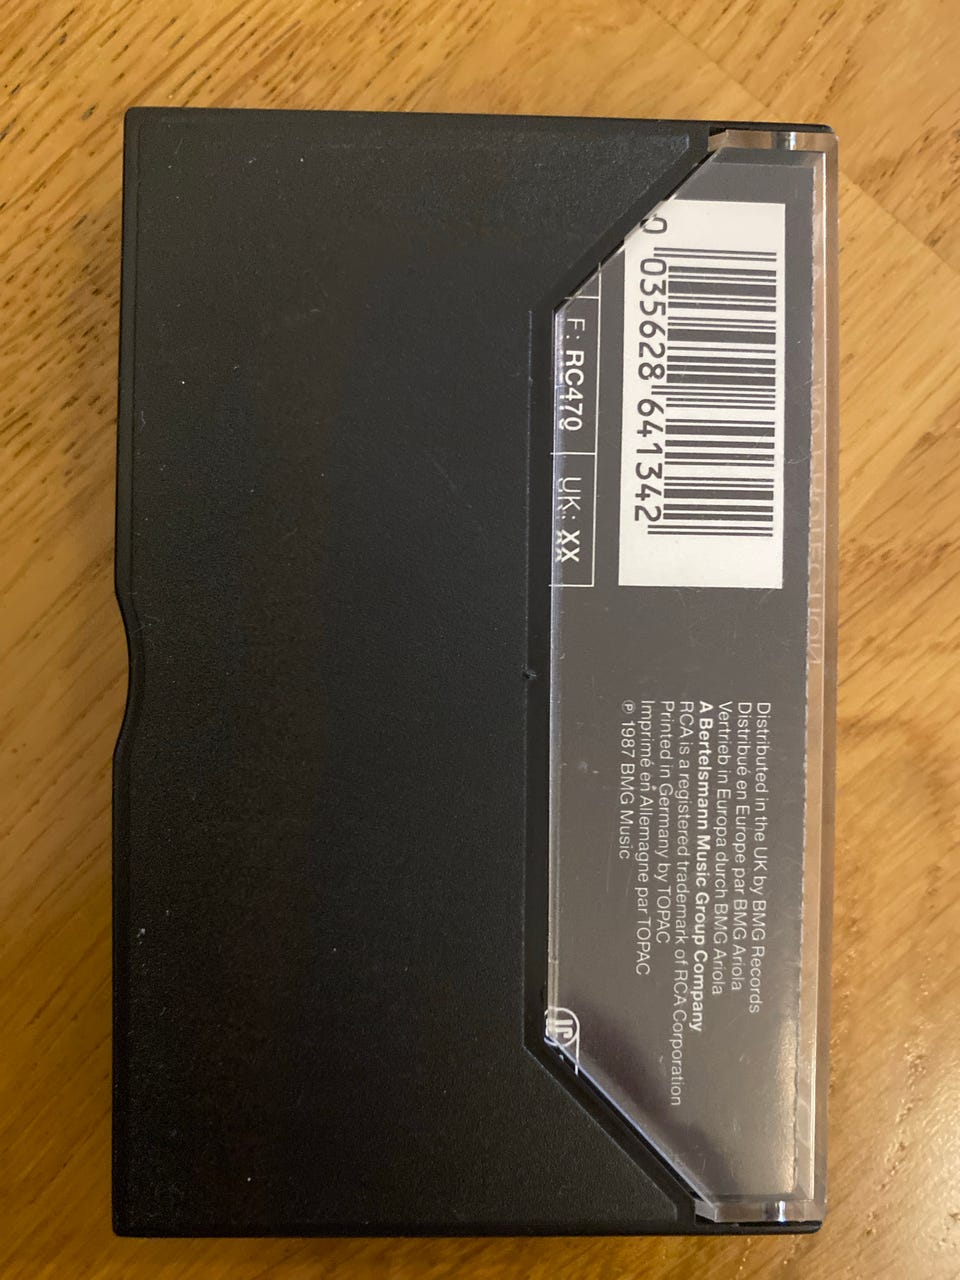 0 035628 641342
F: RC470
UK: XX
Distributed in the UK by BMG Records
Distribué en Europe par BMG Ariola
Vertrieb in Europa durch BMG Ariola
A Bertelsmann Music Group Company
RCA is a registered trademark of RCA Corporation
Printed in Germany by TOPAC
Imprimé en Allemagne par TOPAC
℗ 1987 BMG Music